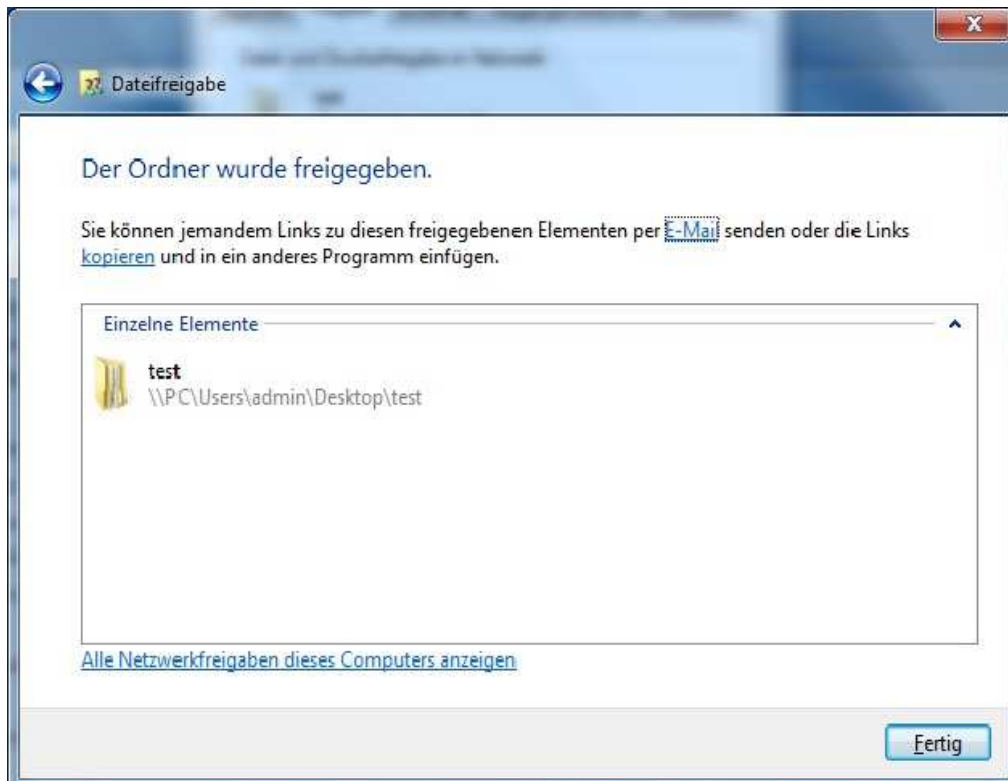 Dateifreigabe
Der Ordner wurde freigegeben.
Sie können jemandem Links zu diesen freigegebenen Elementen per E-Mail senden oder die Links
kopieren und in ein anderes Programm einfügen.
Einzelne Elemente
test
\\PC\Users\admin\Desktop\test
Alle Netzwerkfreigaben dieses Computers anzeigen
Fertig